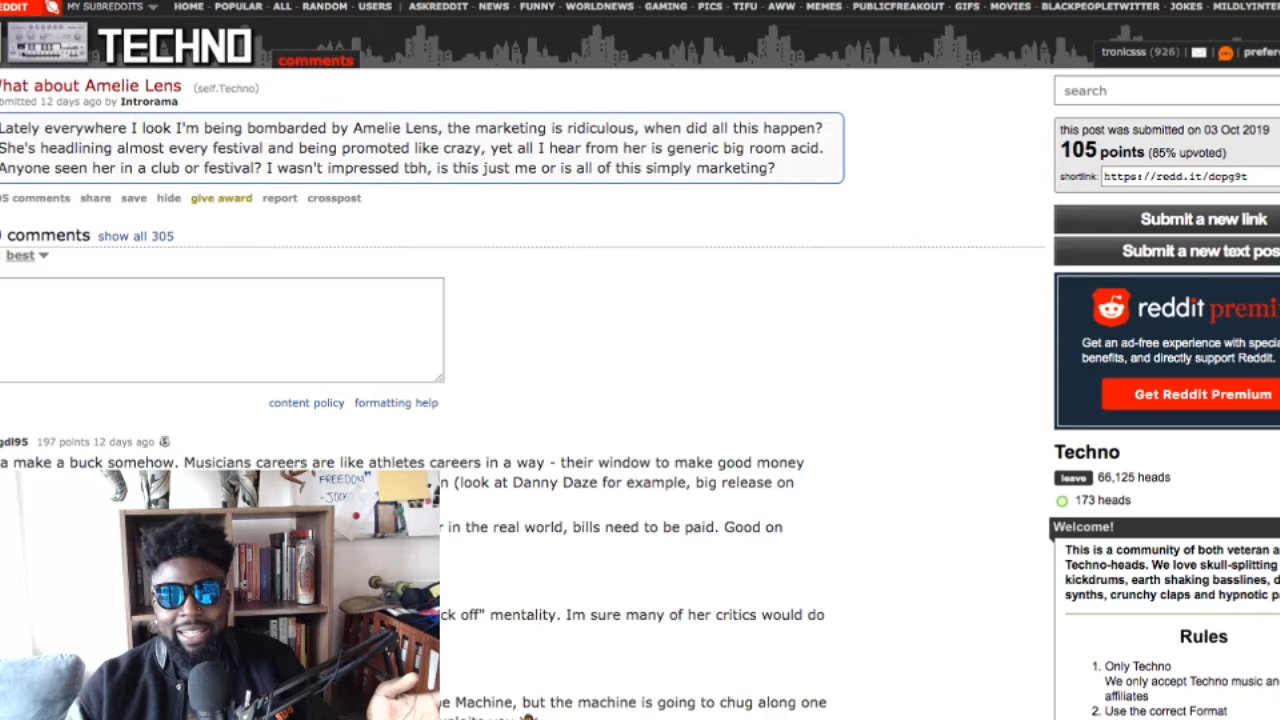 MY SUBREDDITS
HOME - POPULAR - ALL - RANDOM - USERS | ASKREDDIT - NEWS - FUNNY - WORLDNEWS - GAMING - PICS - TIFU - AWW - MEMES - PUBLICFREAKOUT - GIFS - MOVIES - BLACKPEOPLETWITTER - JOKES -
TECHNO
comments
tronicsss (926) |
What about Amelie Lens (self.Techno)
12 days ago by Introrama
Lately everywhere I look I'm being bombarded by Amelie Lens, the marketing is ridiculous, when did all this happen?
She's headlining almost every festival and being promoted like crazy, yet all I hear from her is generic big room acid.
Anyone seen her in a club or festival? I wasn't impressed tbh, is this just me or is all of this simply marketing?
comments share save hide give award report crosspost
comments show all 305
best
content policy formatting help
gdl95 197 points 12 days ago
a make a buck somehow. Musicians careers are like athletes careers in a way - their window to make good money
n (look at Danny Daze for example, big release on
r in the real world, bills need to be paid. Good on
ck off" mentality. Im sure many of her critics would do
e Machine, but the machine is going to chug along one
FREEDOM"
search
this post was submitted on 03 Oct 2019
105 points (85% upvoted)
shortlink: https://redd.it/dcpg9t
Submit a new link
Submit a new text pos
reddit premi
Get an ad-free experience with specia
benefits, and directly support Reddit.
Get Reddit Premium
Techno
leave 66,125 heads
173 heads
Welcome!
This is a community of both veteran a
Techno-heads. We love skull-splitting
kickdrums, earth shaking basslines, d
synths, crunchy claps and hypnotic pa
Rules
1. Only Techno
We only accept Techno music an
affiliates
2. Use the correct Format